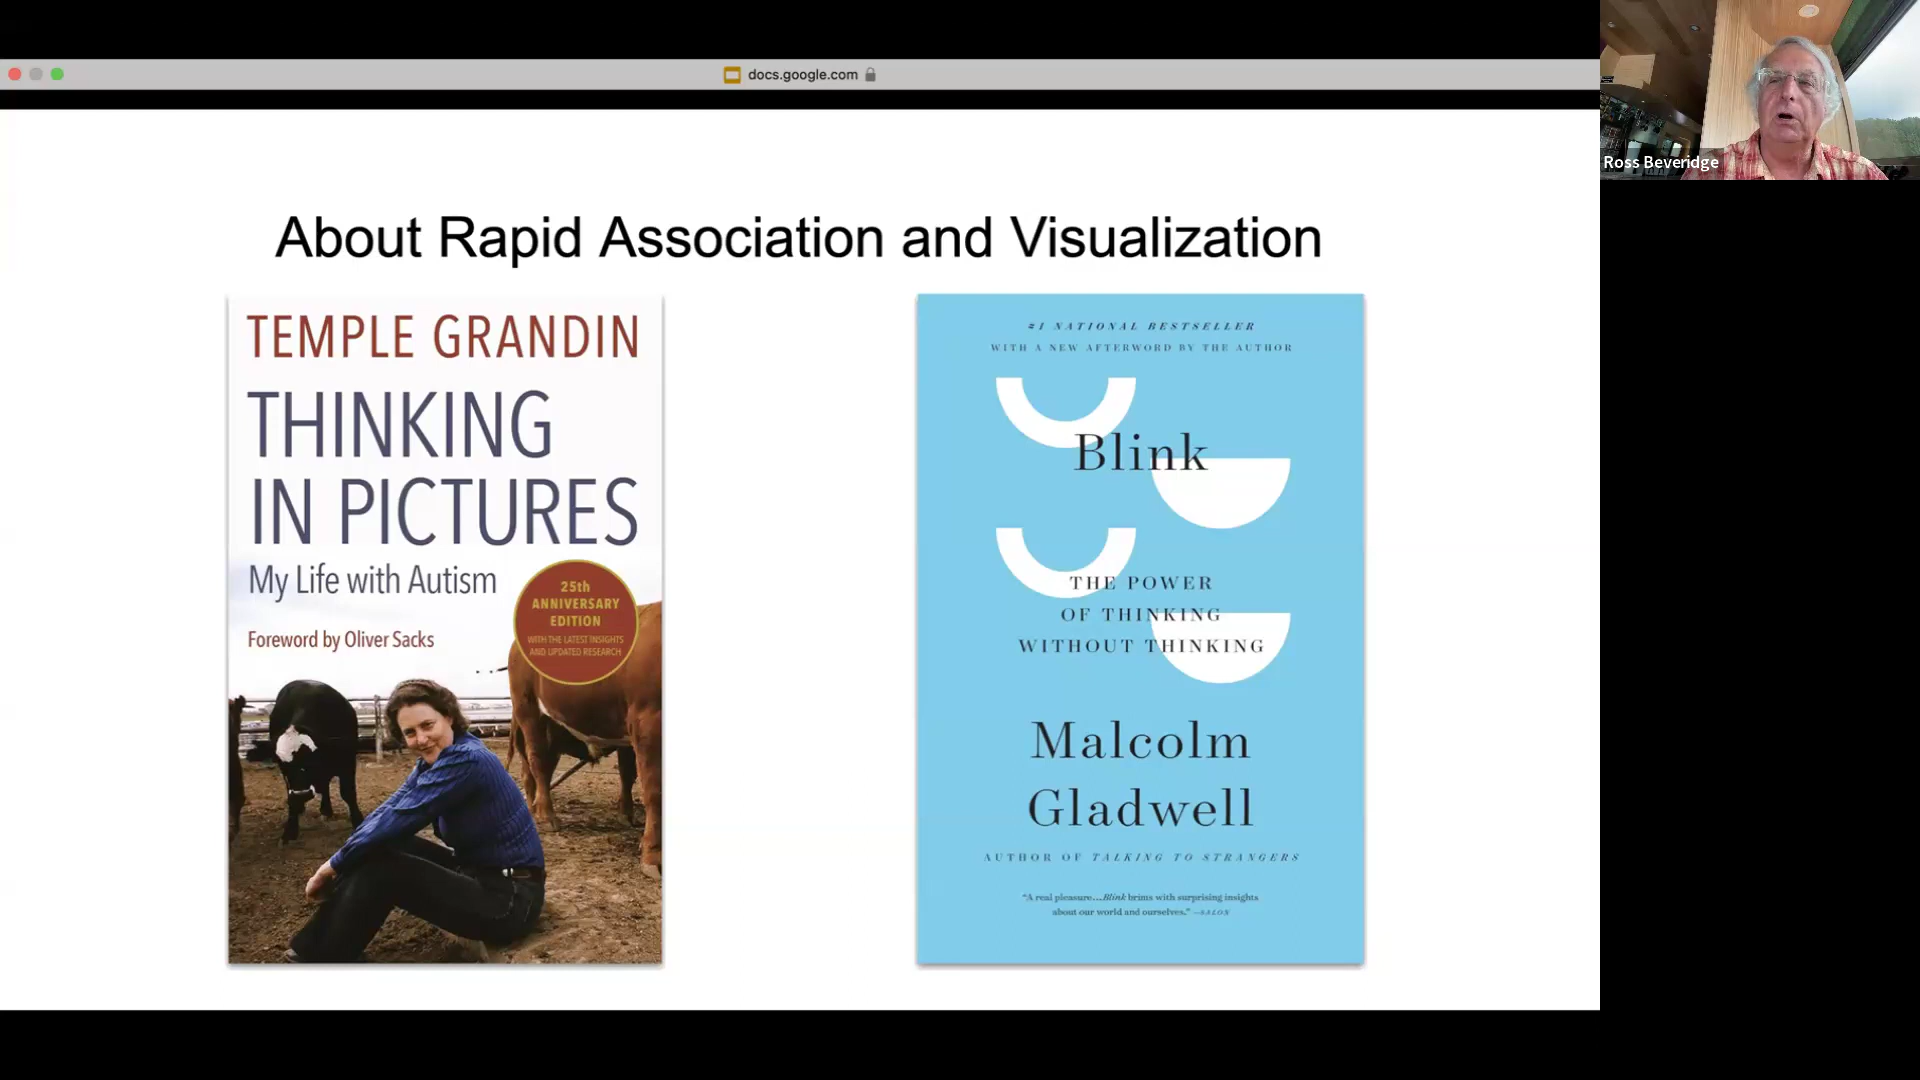 docs.google.com
Ross Beveridge
About Rapid Association and Visualization
TEMPLE GRANDIN
THINKING
IN PICTURES
My Life with Autism
25th
ANNIVERSARY
EDITION
WITH THE LATEST INSIGHTS
AND UPDATED RESEARCH
Foreword by Oliver Sacks
#1 NATIONAL BESTSELLER
WITH A NEW AFTERWORD BY THE AUTHOR
Blink
THE POWER
OF THINKING
WITHOUT THINKING
Malcolm
Gladwell
AUTHOR OF TALKING TO STRANGERS
"A real pleasure....Blink brims with surprising insights
about our world and ourselves." —SALON